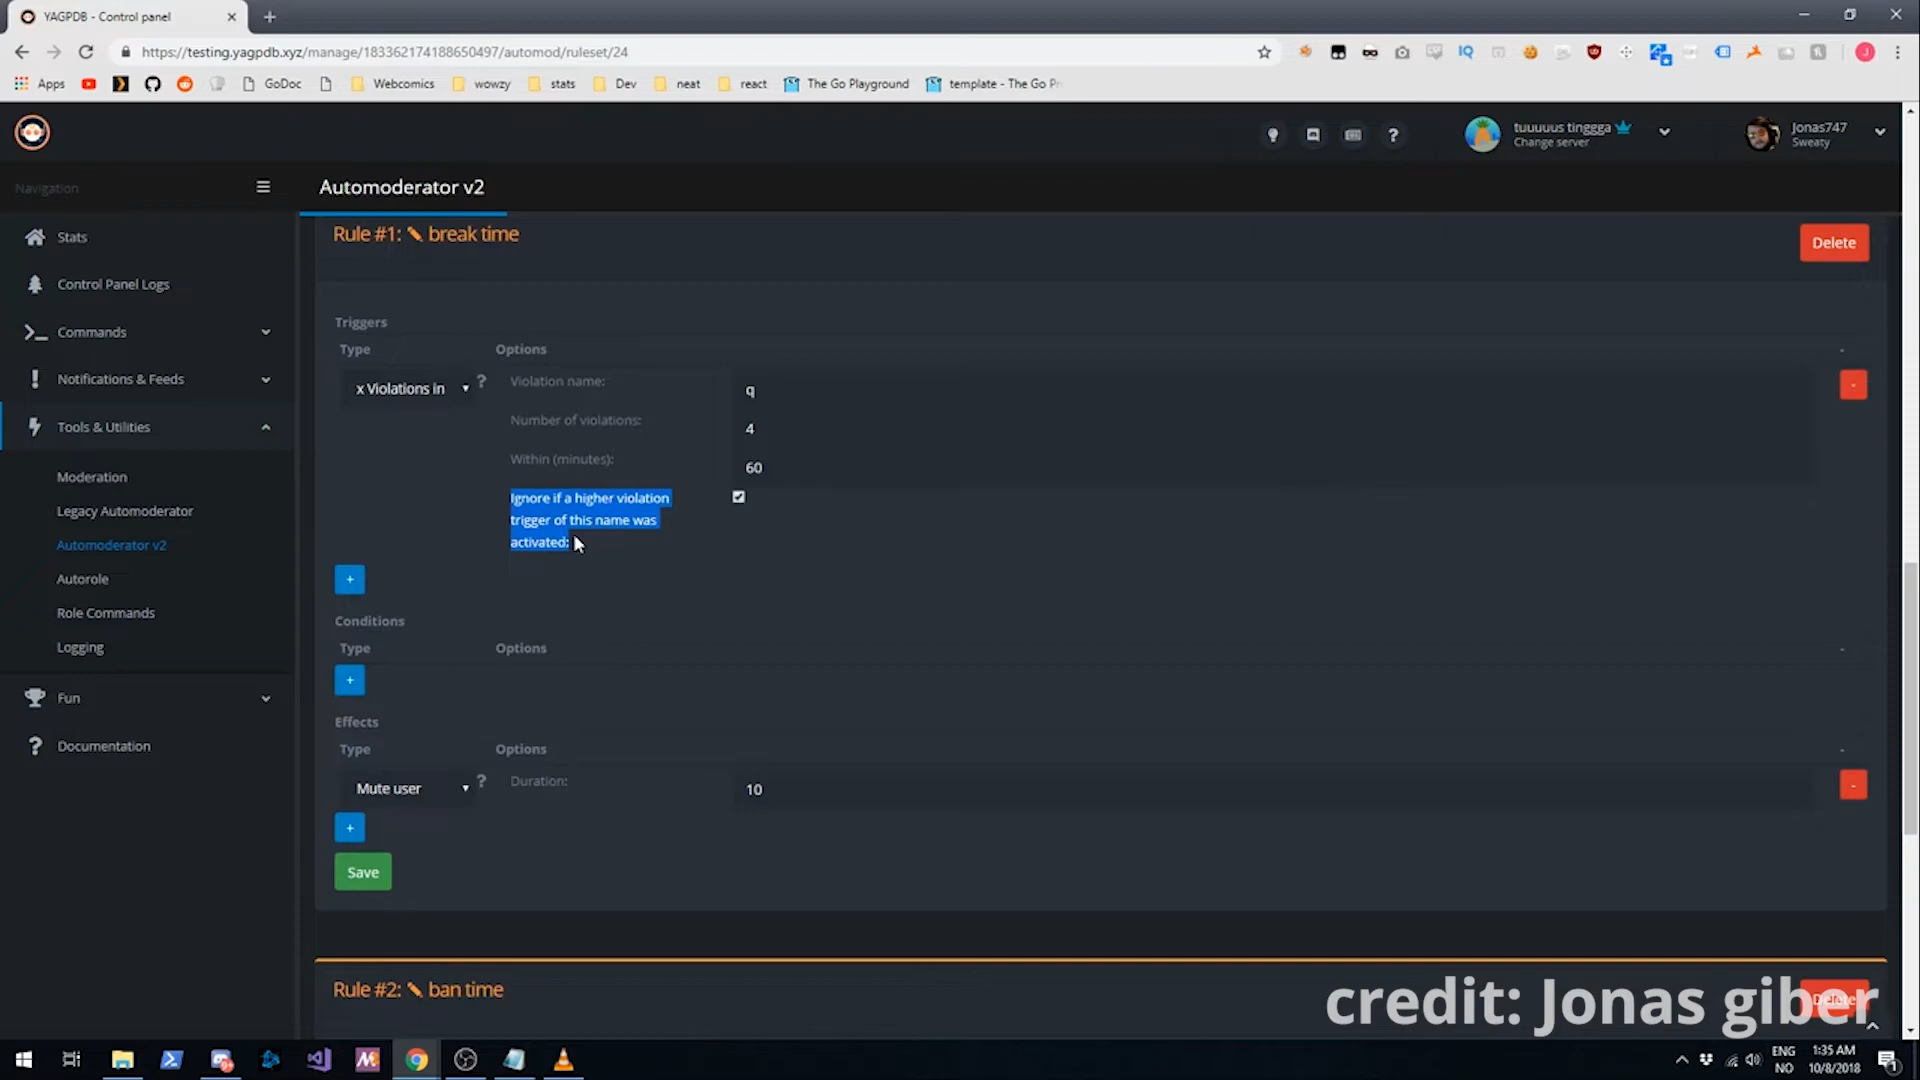 YAGPDB - Control panel
https://testing.yagpdb.xyz/manage/183362174188650497/automod/ruleset/24
IQ
J
Apps
GoDoc
Webcomics
wowzy
stats
Dev
neat
react
The Go Playground
template - The Go P
tuuuuus tinggga
Change server
Jonas747
Sweaty
Navigation
Automoderator v2
Stats
Control Panel Logs
Commands
Notifications & Feeds
Tools & Utilities
Moderation
Legacy Automoderator
Automoderator v2
Autorole
Role Commands
Logging
Fun
Documentation
Rule #1: break time
Delete
Triggers
Type Options -
x Violations in ?
Violation name: q
Number of violations: 4
Within (minutes): 60
Ignore if a higher violation
trigger of this name was
activated:
-
+
Conditions
Type Options -
+
Effects
Type Options -
Mute user ? Duration: 10
-
+
Save
Rule #2: ban time
Delete
credit: Jonas giber
ENG
NO
1:35 AM
10/8/2018